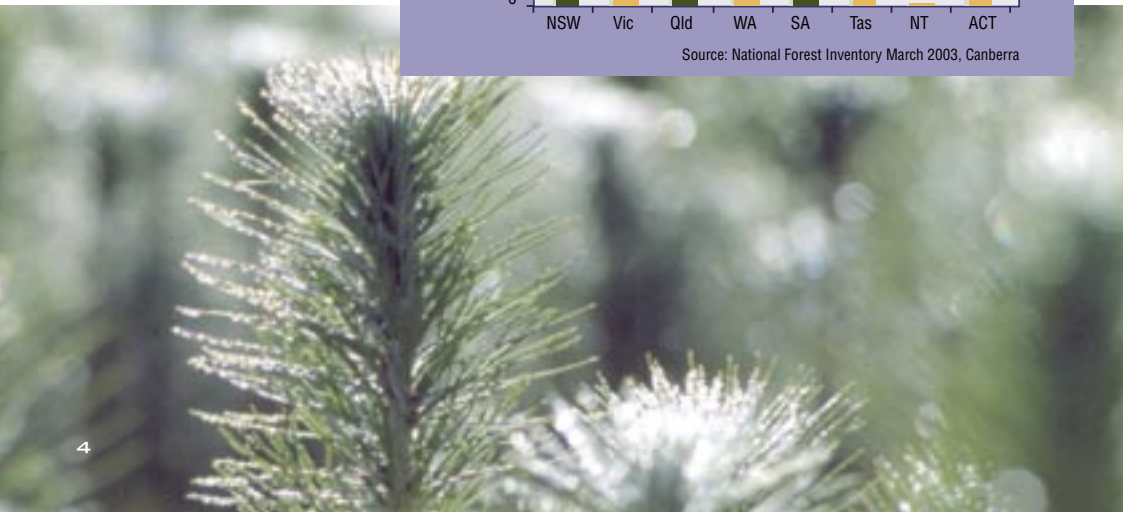 0
NSW Vic Qld WA SA Tas NT ACT
Source: National Forest Inventory March 2003, Canberra
4